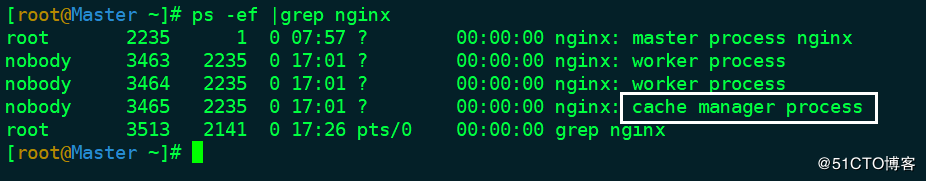 [root@Master ~]# ps -ef |grep nginx
root      2235     1  0 07:57 ?        00:00:00 nginx: master process nginx
nobody    3463  2235  0 17:01 ?        00:00:00 nginx: worker process
nobody    3464  2235  0 17:01 ?        00:00:00 nginx: worker process
nobody    3465  2235  0 17:01 ?        00:00:00 nginx: cache manager process
root      3513  2141  0 17:26 pts/0    00:00:00 grep nginx
[root@Master ~]#
@51CTO博客